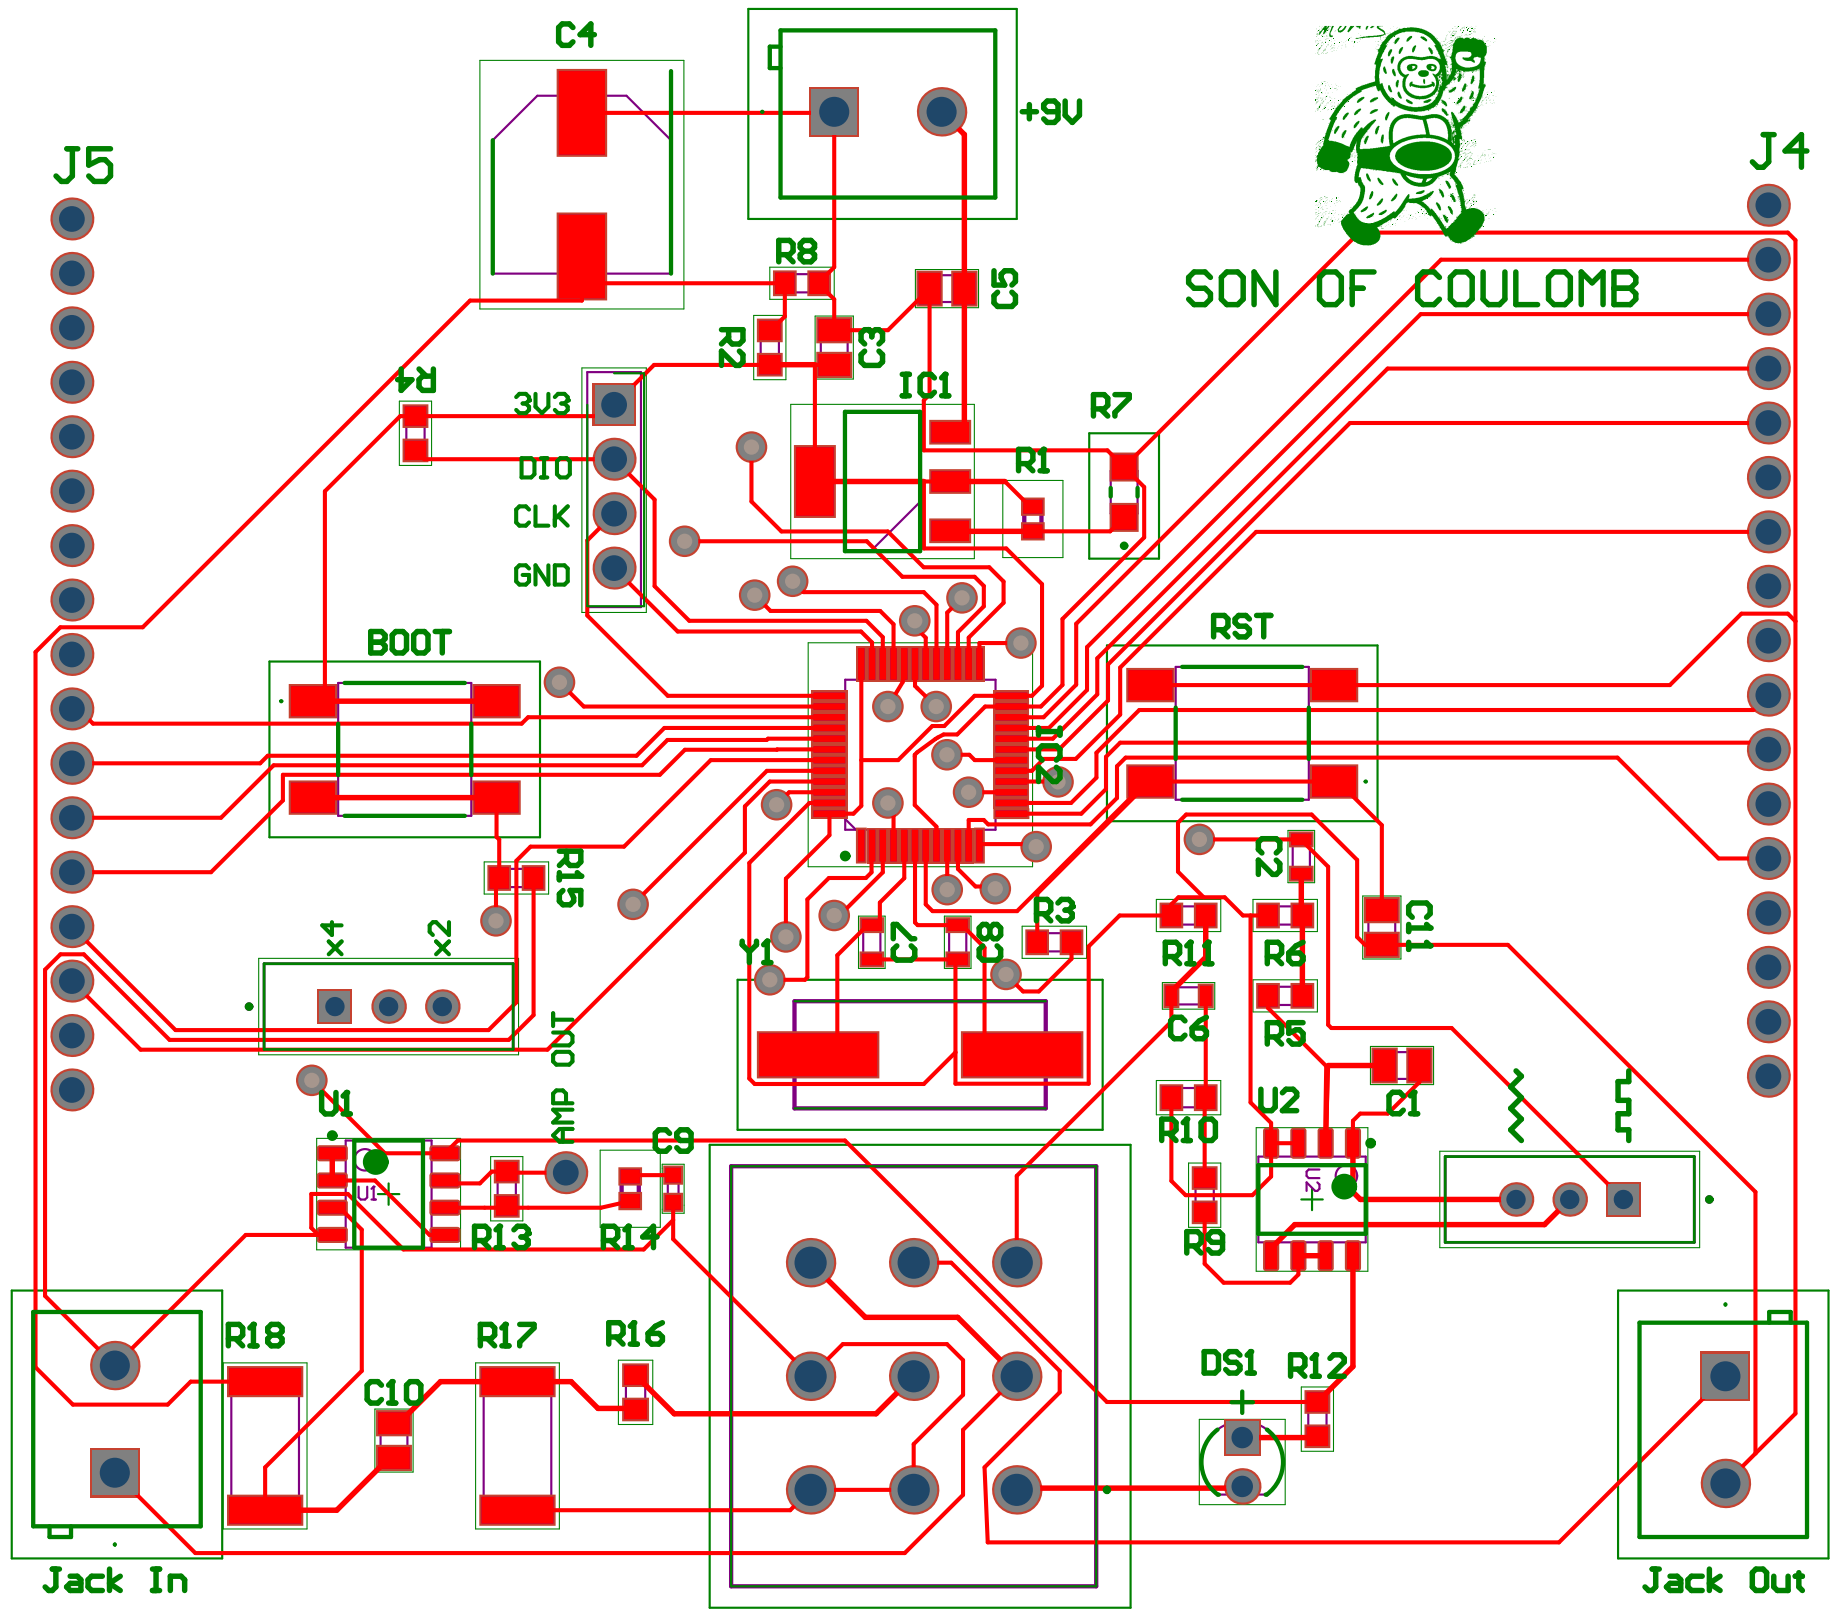 C4
+9V
J5
J4
R8
C5
SON OF COULOMB
R2
C3
R4
IC1
3V3
R7
DIO
R1
CLK
GND
BOOT
RST
IC2
R15
C2
x4
x2
Y1
C7
C8
R3
R11
R6
C11
C6
R5
AMP OUT
U1
C9
R10
U2
C1
U1
U2
R13
R14
R9
R18
R17
R16
C10
DS1
+
R12
Jack In
Jack Out